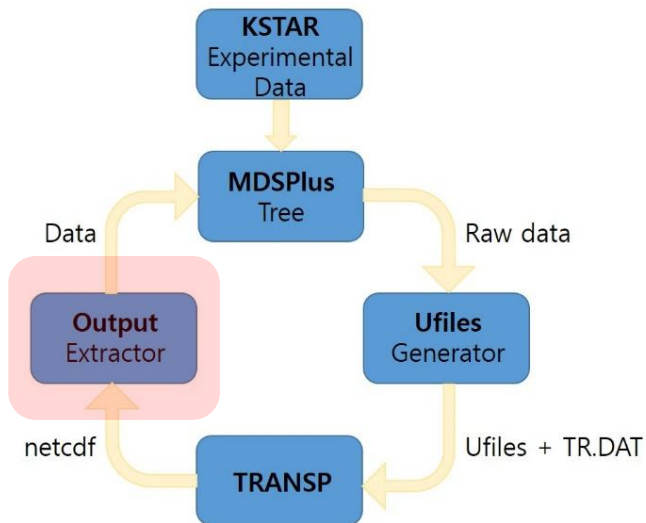 KSTAR
Experimental
Data
MDSPlus
Tree
Data
Raw data
Output
Extractor
Ufiles
Generator
netcdf
Ufiles + TR.DAT
TRANSP